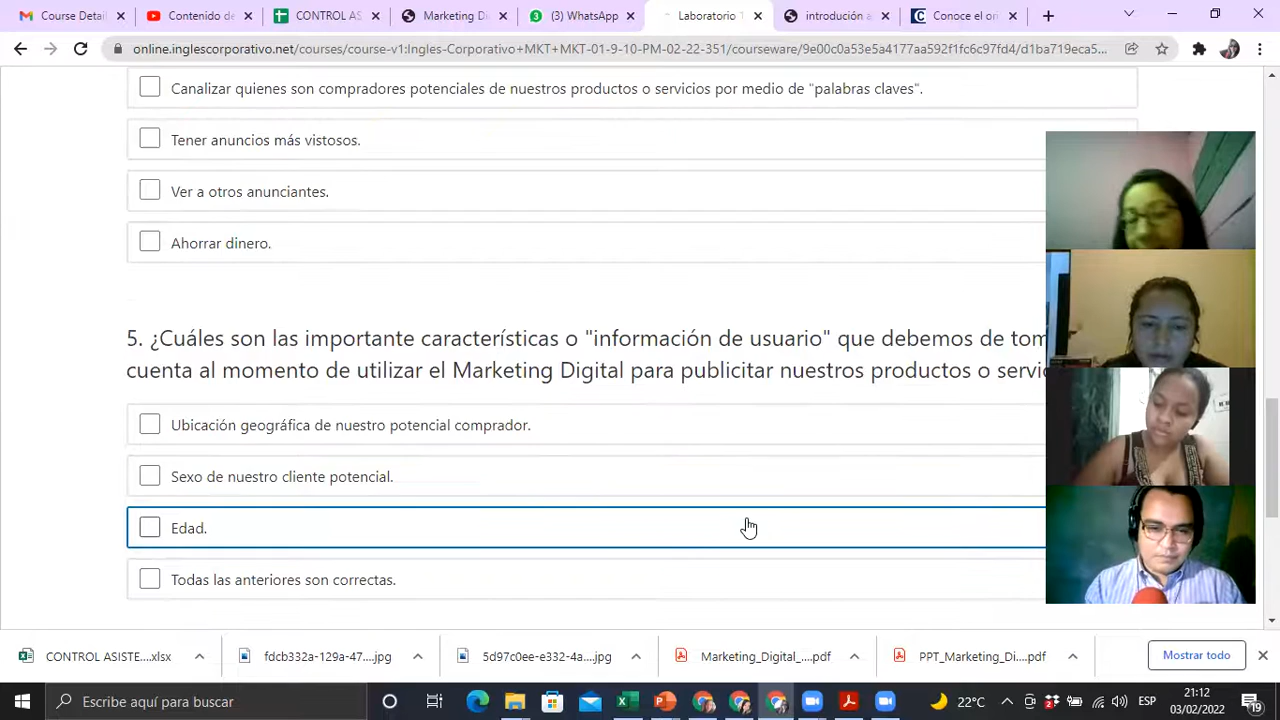 Course Detail
Contenido de
CONTROL AS
Marketing Di
(3) WhatsApp
Laboratorio T
introducción a
Conoce el on
online.inglescorporativo.net/courses/course-v1:Ingles-Corporativo+MKT+MKT-01-9-10-PM-02-22-351/courseware/9e00c0a53e5a4177aa592f1fc6c97fd4/d1ba719eca5...
Canalizar quienes son compradores potenciales de nuestros productos o servicios por medio de "palabras claves".
Tener anuncios más vistosos.
Ver a otros anunciantes.
Ahorrar dinero.
5. ¿Cuáles son las importante características o "información de usuario" que debemos de tom
cuenta al momento de utilizar el Marketing Digital para publicitar nuestros productos o servi
Ubicación geográfica de nuestro potencial comprador.
Sexo de nuestro cliente potencial.
Edad.
Todas las anteriores son correctas.
CONTROL ASISTE....xlsx
fdcb332a-129a-47....jpg
5d97c0ee-e332-4a....jpg
Marketing_Digital_....pdf
PPT_Marketing_Di....pdf
Mostrar todo
Escribe aquí para buscar
22°C
ESP
21:12
03/02/2022
19